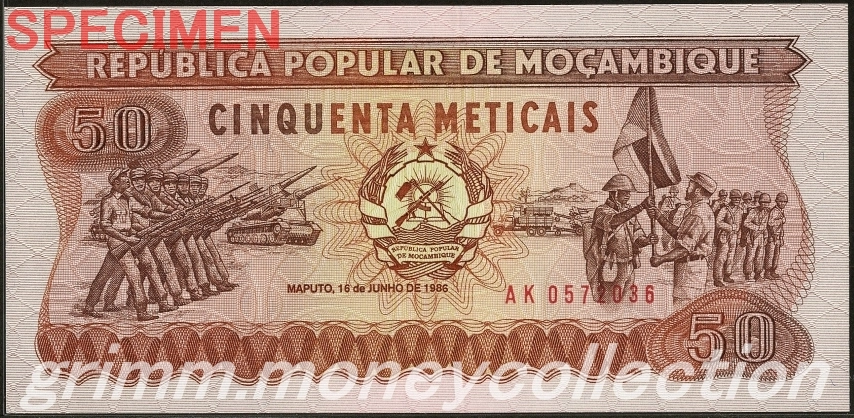 SPECIMEN
REPÚBLICA POPULAR DE MOÇAMBIQUE
50
CINQUENTA METICAIS
REPÚBLICA POPULAR
DE MOÇAMBIQUE
MAPUTO, 16 DE JUNHO DE 1986
AK 0572036
50
grimm.moneycollection